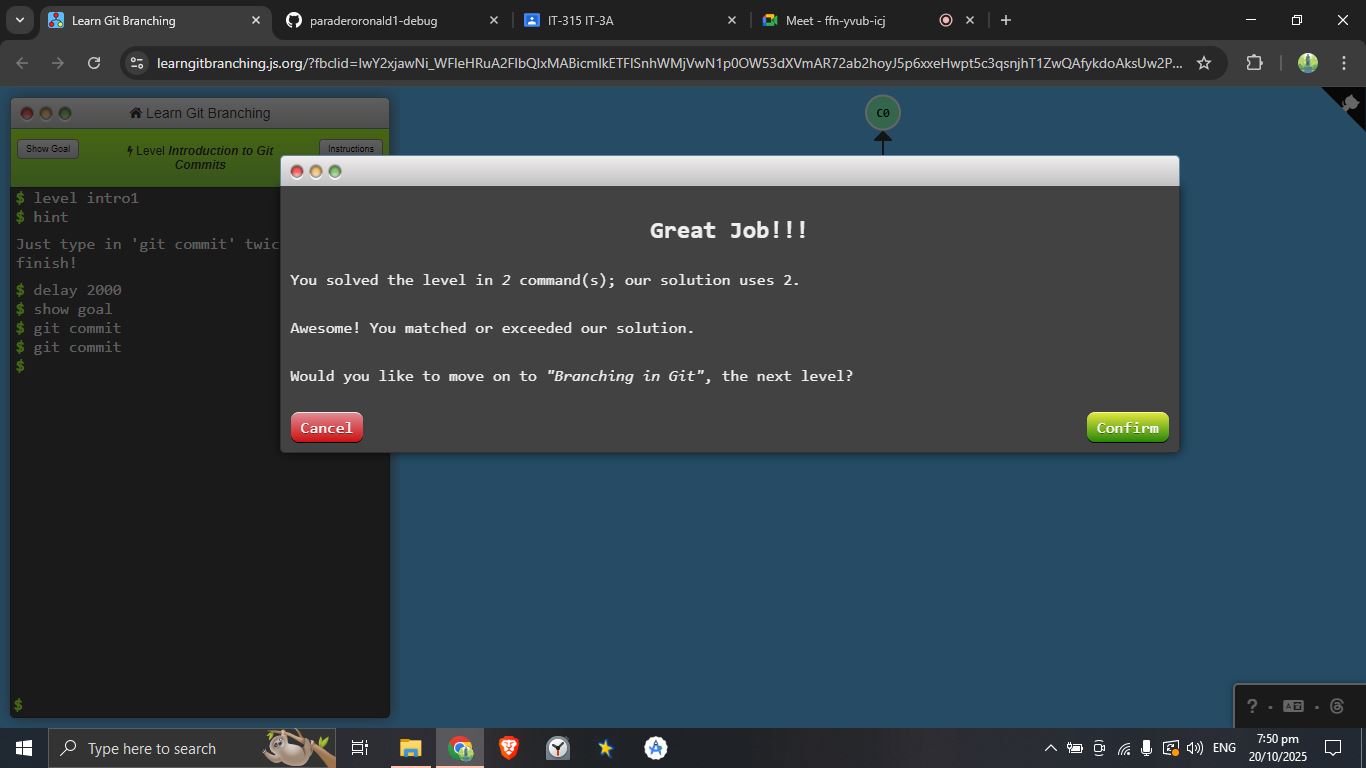 Learn Git Branching
paraderoronald1-debug
IT-315 IT-3A
Meet - ffn-yvub-icj
learngitbranching.js.org/?fbclid=IwY2xjawNi_WFleHRuA2FlbQIxMABicmlkETFlSnhWMjVwN1p0OW53dXVmAR72ab2hoyJ5p6xxeHwpt5c3qsnjhT1ZwQAfykdoAksUw2P...
Learn Git Branching
Show Goal
Level Introduction to Git
Commits
Instructions
$ level intro1
$ hint
Just type in 'git commit' twic
finish!
$ delay 2000
$ show goal
$ git commit
$ git commit
$
$
C0
Great Job!!!
You solved the level in 2 command(s); our solution uses 2.
Awesome! You matched or exceeded our solution.
Would you like to move on to "Branching in Git", the next level?
Cancel
Confirm
?
Type here to search
ENG
7:50 pm
20/10/2025